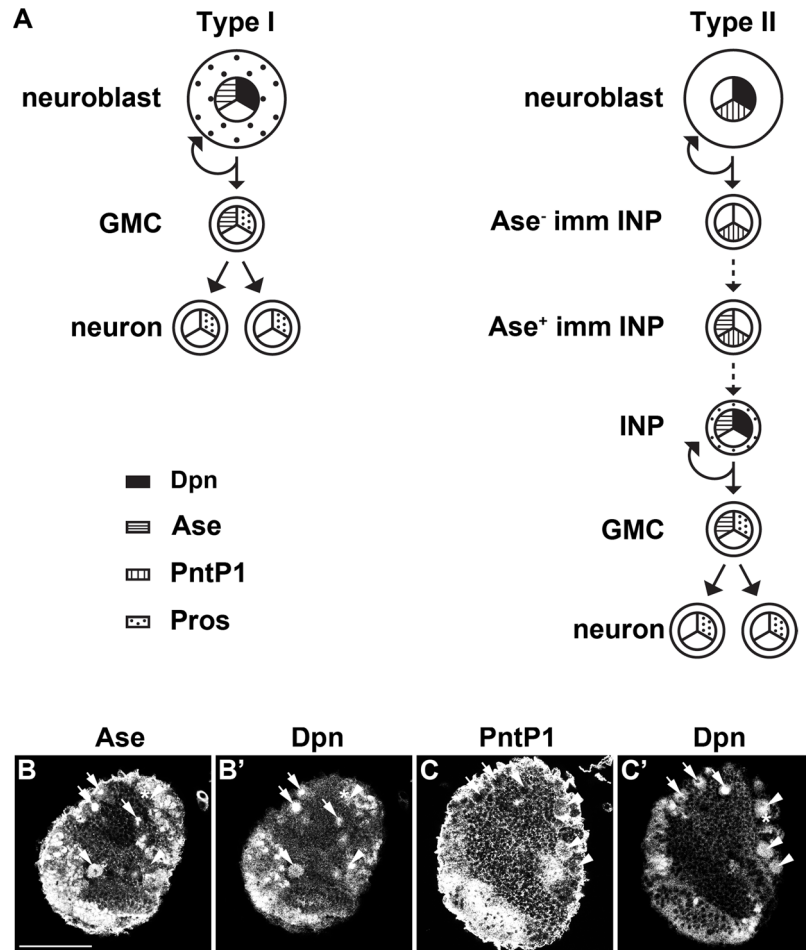 A
Type I
Type II
neuroblast
neuroblast
GMC
Ase⁻ imm INP
neuron
Ase⁺ imm INP
INP
Dpn
Ase
GMC
PntP1
Pros
neuron
Ase
Dpn
PntP1
Dpn
B
B'
C
C'
*
*
*